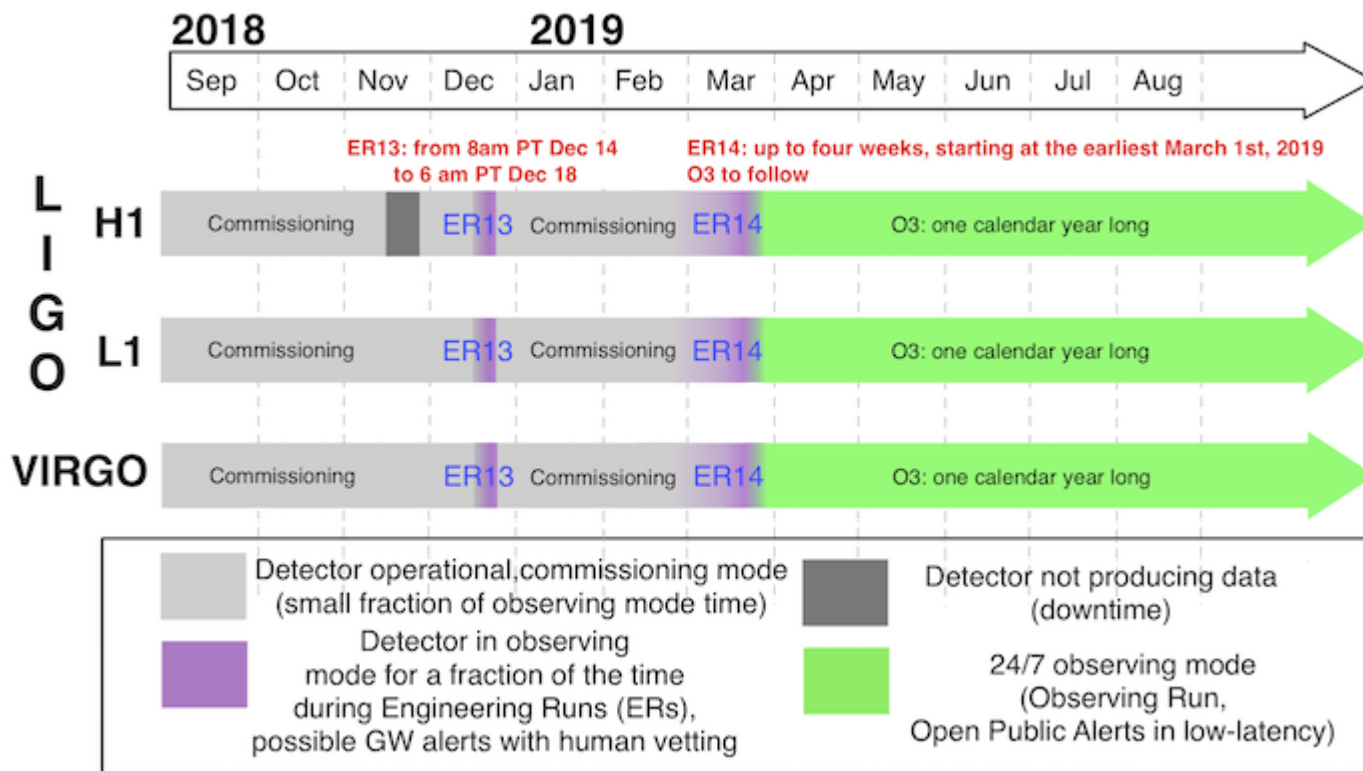 2018 2019
Sep Oct Nov Dec Jan Feb Mar Apr May Jun Jul Aug
ER13: from 8am PT Dec 14
to 6 am PT Dec 18
ER14: up to four weeks, starting at the earliest March 1st, 2019
O3 to follow
LIGO
H1 Commissioning ER13 Commissioning ER14 O3: one calendar year long
L1 Commissioning ER13 Commissioning ER14 O3: one calendar year long
VIRGO Commissioning ER13 Commissioning ER14 O3: one calendar year long
Detector operational,commissioning mode
(small fraction of observing mode time)
Detector not producing data
(downtime)
Detector in observing
mode for a fraction of the time
during Engineering Runs (ERs),
possible GW alerts with human vetting
24/7 observing mode
(Observing Run,
Open Public Alerts in low-latency)